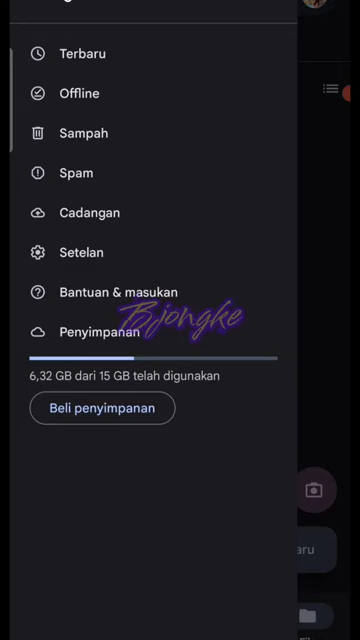 Terbaru
Offline
Sampah
Spam
Cadangan
Setelan
Bantuan & masukan
Bjongke
Penyimpanan
6,32 GB dari 15 GB telah digunakan
Beli penyimpanan
aru